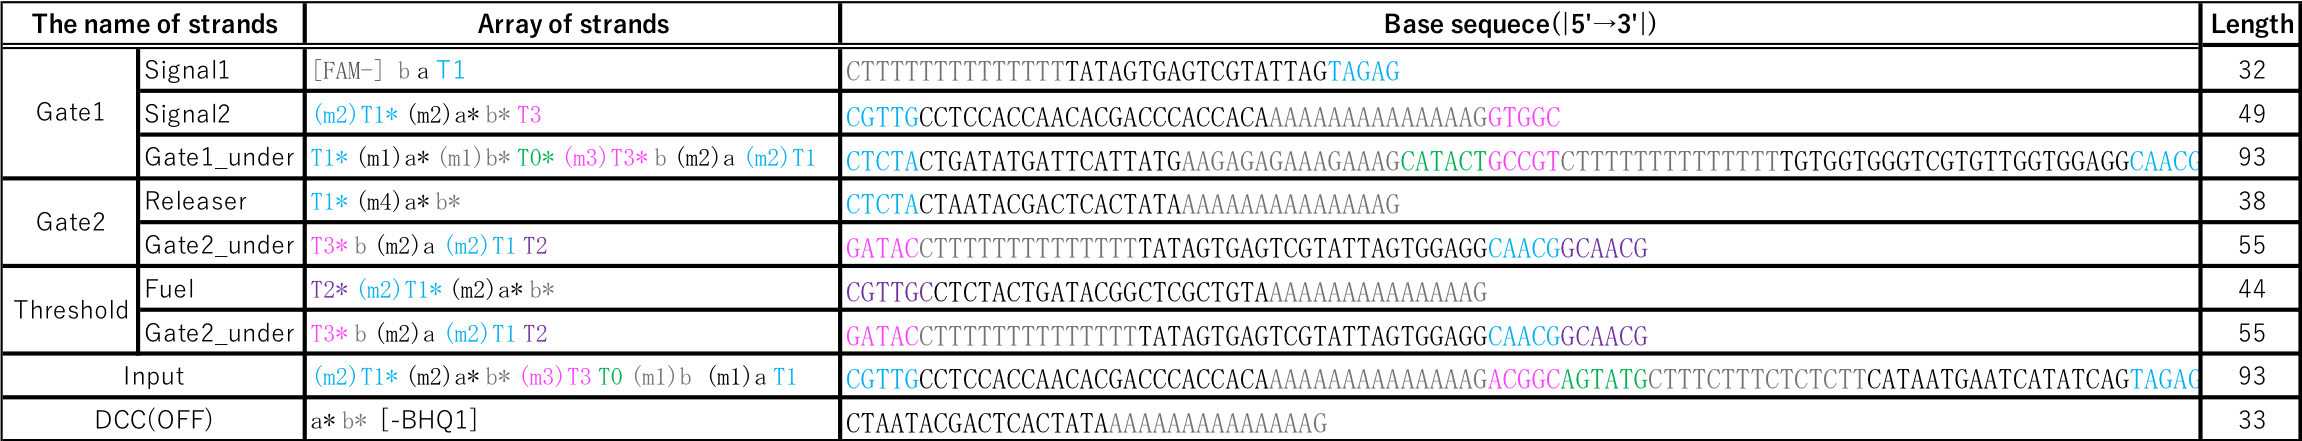 The name of strands Array of strands Base sequece(|5'→3'|) Length
Gate1 Signal1 [FAM-] b a T1 CTTTTTTTTTTTTTTTATAGTGAGTCGTATTAGTAGAG 32
Signal2 (m2)T1* (m2)a* b* T3 CGTTGCCTCCACCAACACGACCCACCACAAAAAAAAAAAAAAAGGTGGC 49
Gate1_under T1* (m1)a* (m1)b* T0* (m3)T3* b (m2)a (m2)T1 CTCTACTGATATGATTCATTATGAAGAGAGAAAGAAAGCATACTGCCGTCTTTTTTTTTTTTTTTGTGGTGGGTCGTGTTGGTGGAGGCAACG 93
Gate2 Releaser T1* (m4)a* b* CTCTACTAATACGACTCACTATAAAAAAAAAAAAAAAG 38
Gate2_under T3* b (m2)a (m2)T1 T2 GATACCTTTTTTTTTTTTTTTATAGTGAGTCGTATTAGTGGAGGCAACGGCAACG 55
Threshold Fuel T2* (m2)T1* (m2)a* b* CGTTGCCTCTACTGATACGGCTCGCTGTAAAAAAAAAAAAAAAG 44
Gate2_under T3* b (m2)a (m2)T1 T2 GATACCTTTTTTTTTTTTTTTATAGTGAGTCGTATTAGTGGAGGCAACGGCAACG 55
Input (m2)T1* (m2)a* b* (m3)T3 T0 (m1)b (m1)a T1 CGTTGCCTCCACCAACACGACCCACCACAAAAAAAAAAAAAAAGACGGCAGTATGCTTTCTTTCTCTCTTCATAATGAATCATATCAGTAGAG 93
DCC(OFF) a* b* [-BHQ1] CTAATACGACTCACTATAAAAAAAAAAAAAAAG 33